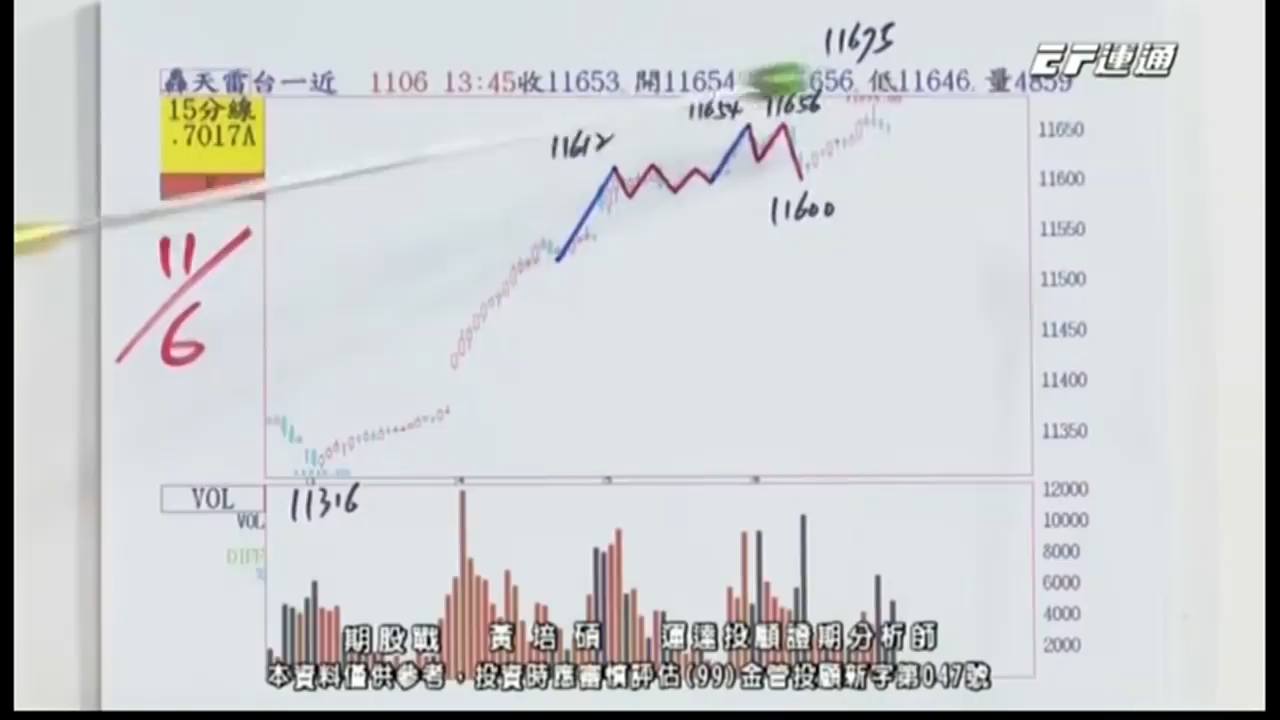 11675
運通
轟天雷台一近 1106 13:45收11653 開11654 656 低11646 量4859
15分線
.7017A
11654 11656
11612
11600
11/6
11650
11600
11550
11500
11450
11400
11350
11316
VOL
VOL
DIFF
12000
10000
8000
6000
4000
2000
期股戰 黃培碩 運達投顧證期分析師
本資料僅供參考，投資時應審慎評估(99)金管投顧新字第047號